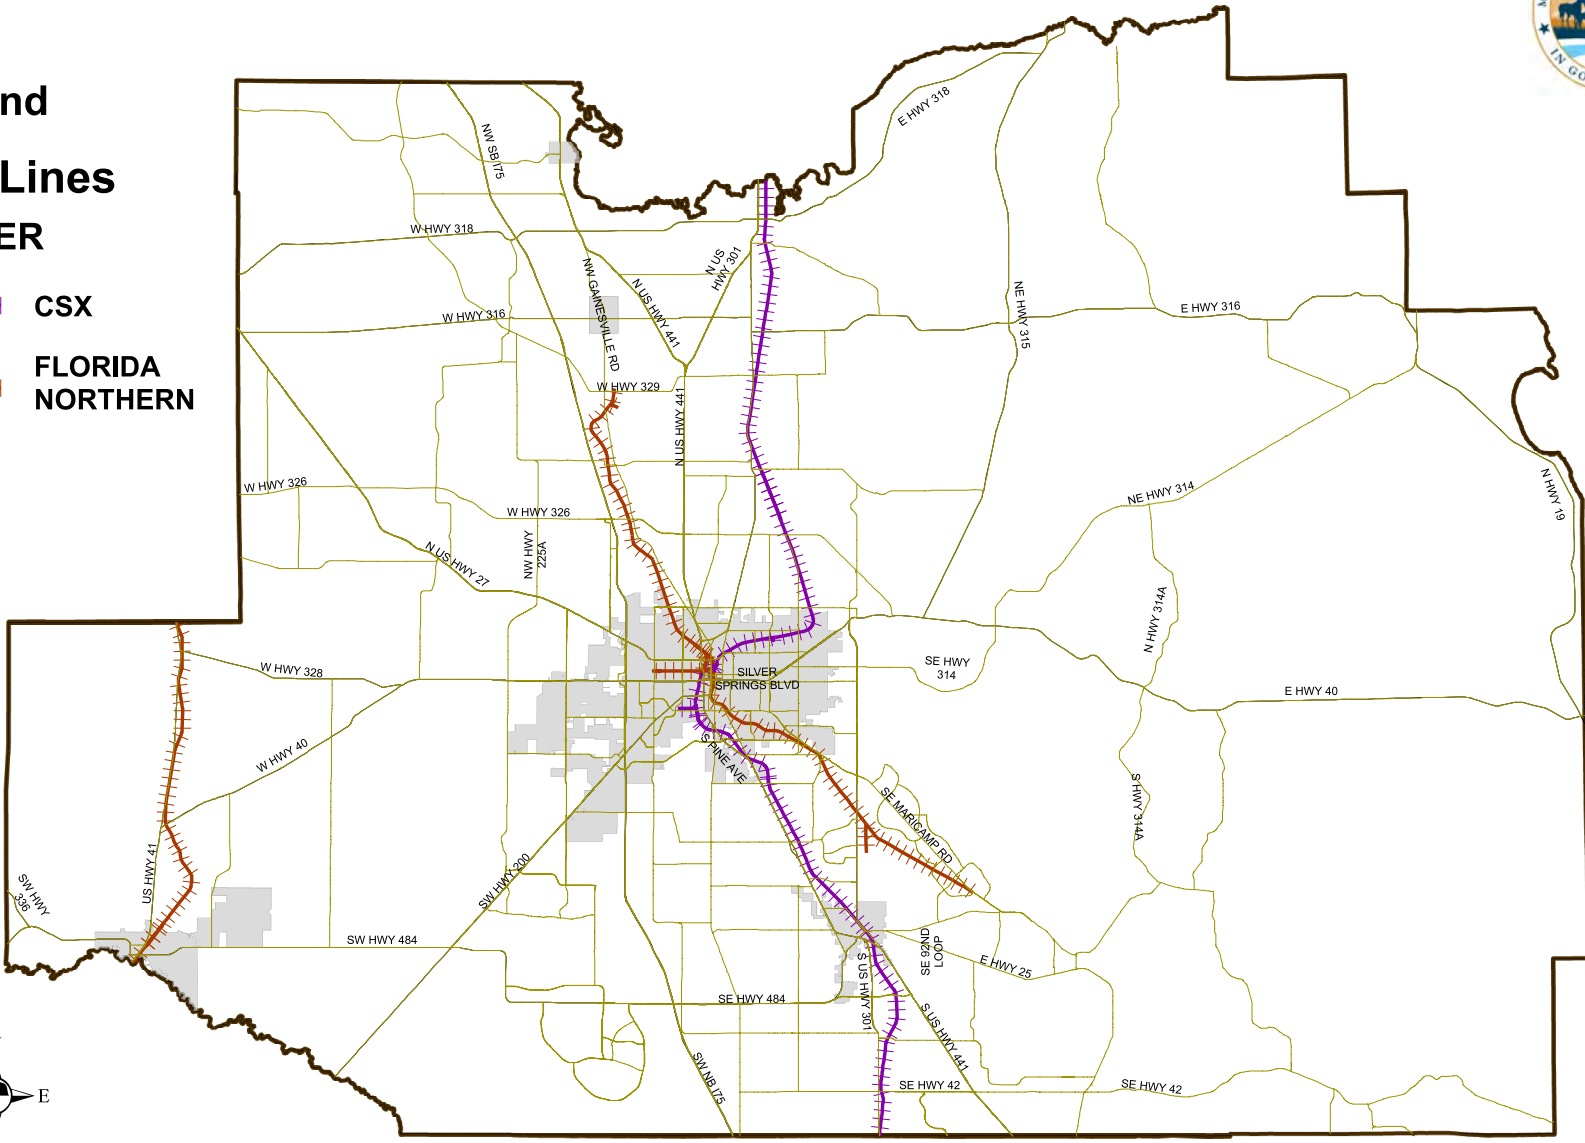 nd
Lines
ER
CSX
FLORIDA
NORTHERN
IN GO
E HWY 318
NW SB I75
W HWY 318
N US
HWY 301
NW GAINESVILLE RD
N US HWY 441
NE HWY 315
E HWY 316
W HWY 316
W HWY 329
N US HWY 441
W HWY 326
NE HWY 314
N HWY 19
W HWY 326
NW HWY
225A
N US HWY 27
N HWY 314A
W HWY 328
SE HWY
314
SILVER
SPRINGS BLVD
E HWY 40
W HWY 40
S PINE AVE
SE MARICAMP RD
S HWY 314A
US HWY 41
SW HWY 200
SW HWY
336
SW HWY 484
SE 92ND
LOOP
E HWY 25
S US HWY 301
SE HWY 484
S US HWY 441
SW NB I75
SE HWY 42
SE HWY 42
E